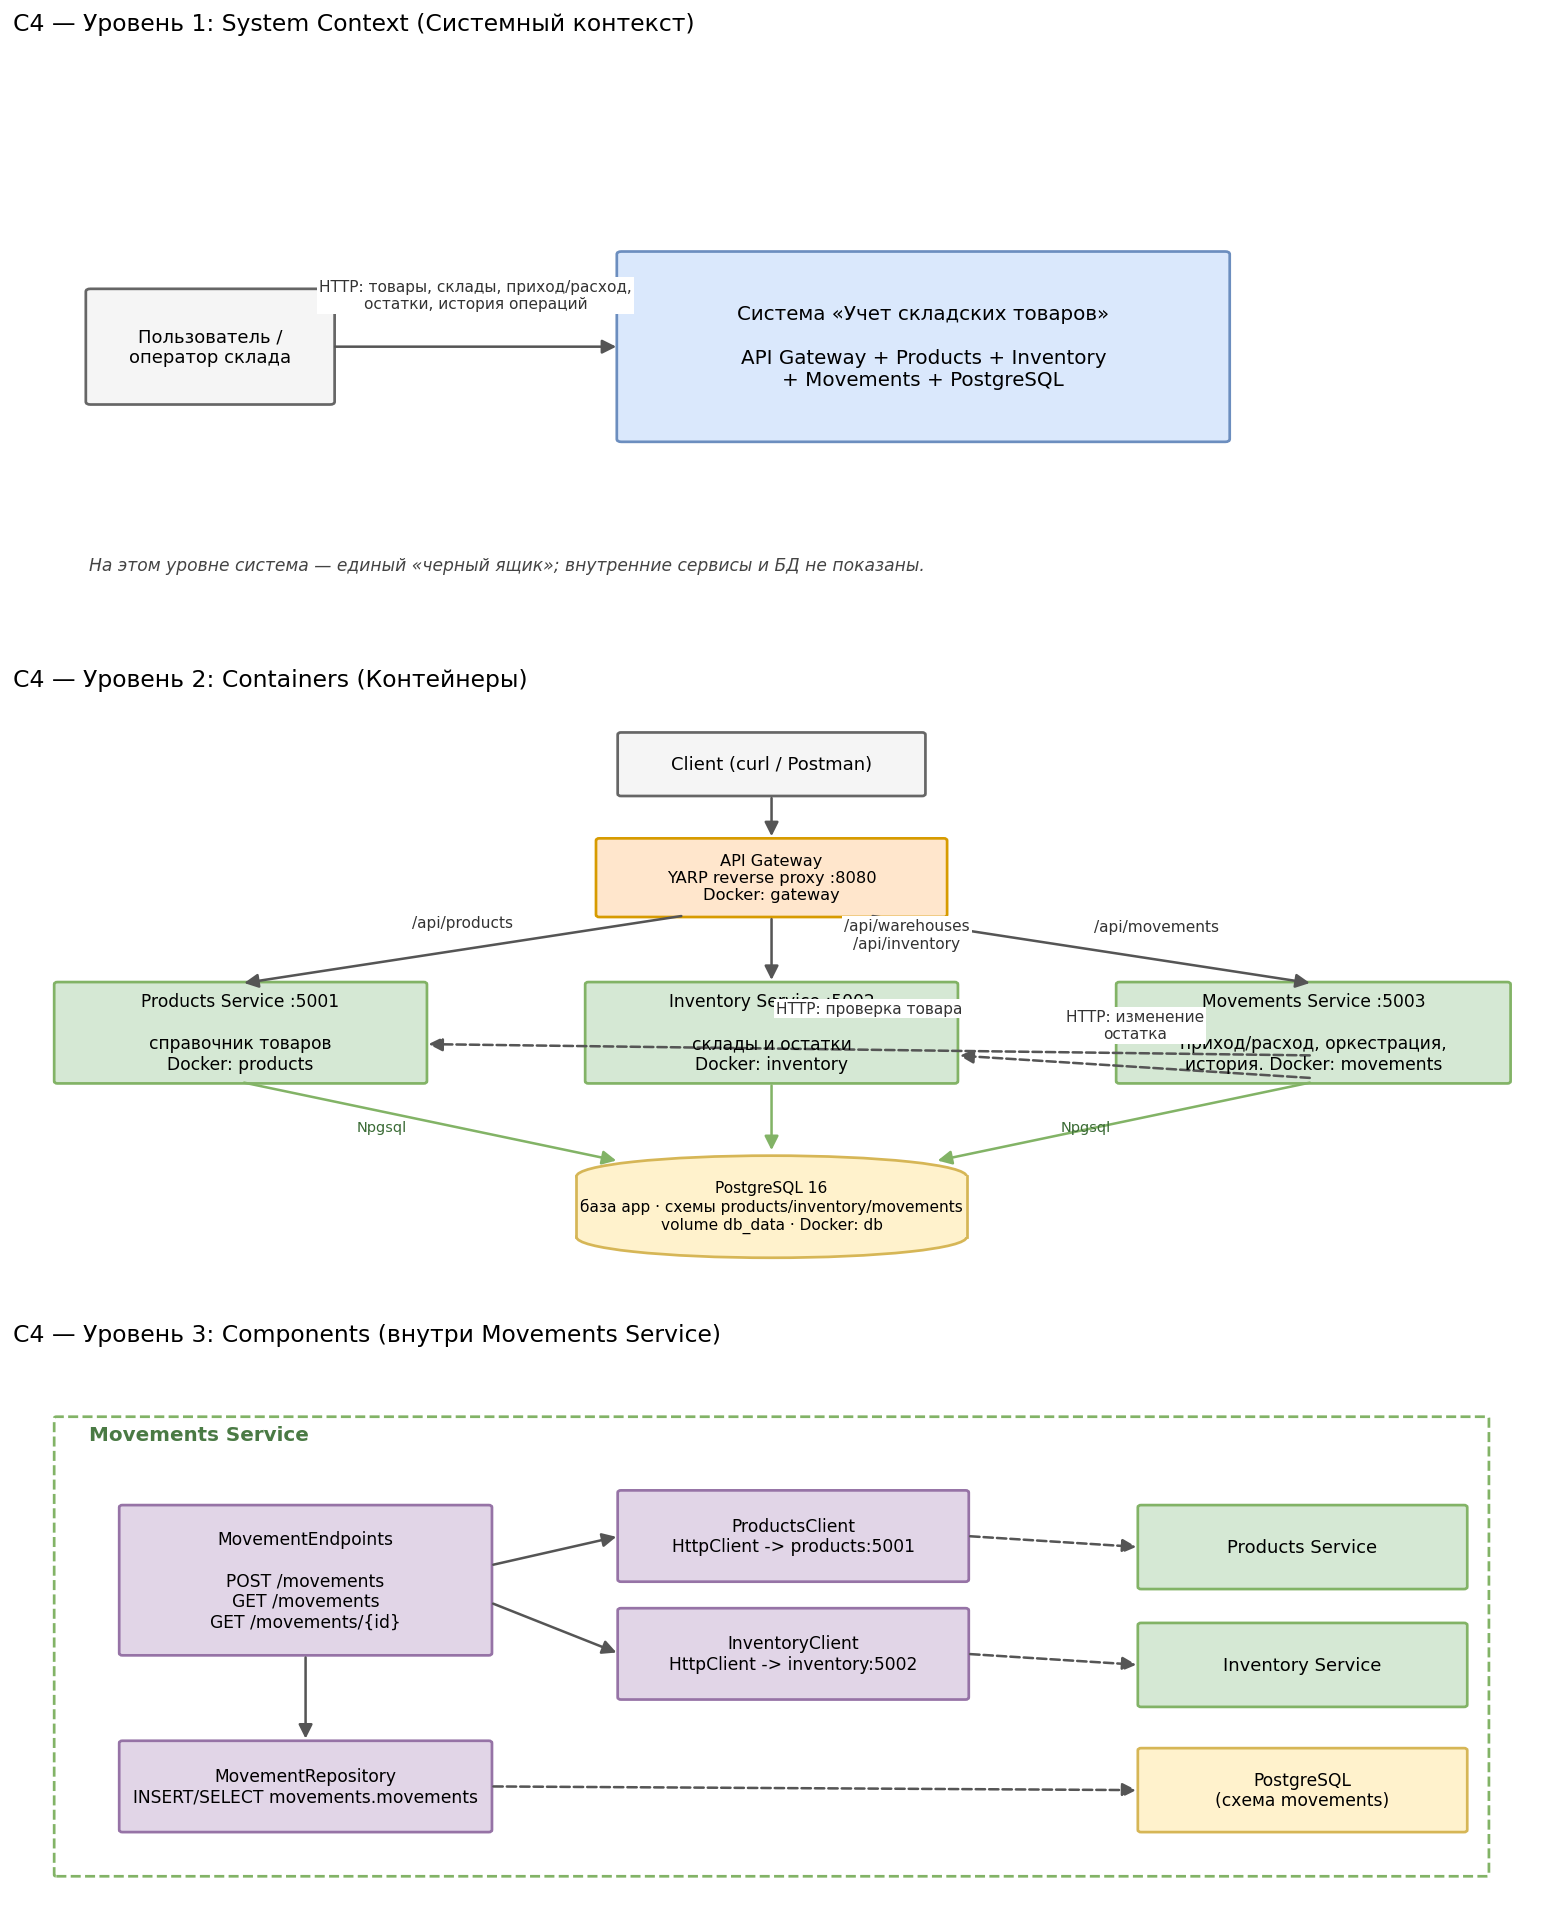 C4 — Уровень 1: System Context (Системный контекст)
HTTP: товары, склады, приход/расход,
остатки, история операций
Пользователь /
оператор склада
Система «Учет складских товаров»
API Gateway + Products + Inventory
+ Movements + PostgreSQL
На этом уровне система — единый «черный ящик»; внутренние сервисы и БД не показаны.
C4 — Уровень 2: Containers (Контейнеры)
Client (curl / Postman)
API Gateway
YARP reverse proxy :8080
Docker: gateway
/api/products
/api/warehouses
/api/inventory
/api/movements
Products Service :5001
справочник товаров
Docker: products
Inventory Service :5002
HTTP: проверка товара
склады и остатки
Docker: inventory
HTTP: изменение
остатка
Movements Service :5003
приход/расход, оркестрация,
история. Docker: movements
Npgsql
Npgsql
PostgreSQL 16
база app · схемы products/inventory/movements
volume db_data · Docker: db
C4 — Уровень 3: Components (внутри Movements Service)
Movements Service
MovementEndpoints
POST /movements
GET /movements
GET /movements/{id}
ProductsClient
HttpClient -> products:5001
Products Service
InventoryClient
HttpClient -> inventory:5002
Inventory Service
MovementRepository
INSERT/SELECT movements.movements
PostgreSQL
(схема movements)